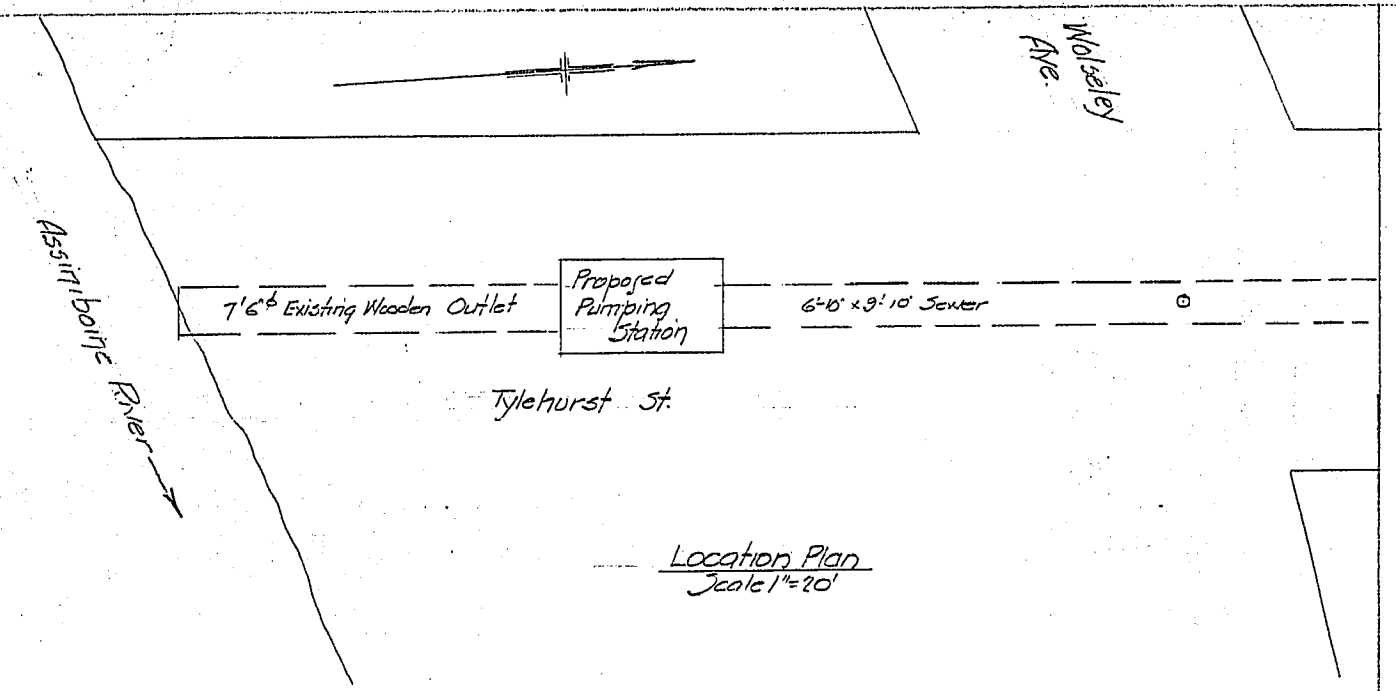 Wolseley
Ave.
Assiniboine River
7'6"ϕ Existing Wooden Outlet
Proposed
Pumping
Station
6'-10" x 9'-10" Sewer
Tylehurst St.
Location Plan
Scale 1"=20'